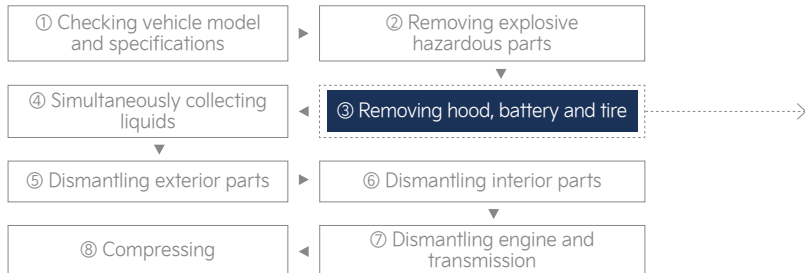 ① Checking vehicle model
and specifications
② Removing explosive
hazardous parts
③ Removing hood, battery and tire
④ Simultaneously collecting
liquids
⑤ Dismantling exterior parts
⑥ Dismantling interior parts
⑦ Dismantling engine and
transmission
⑧ Compressing